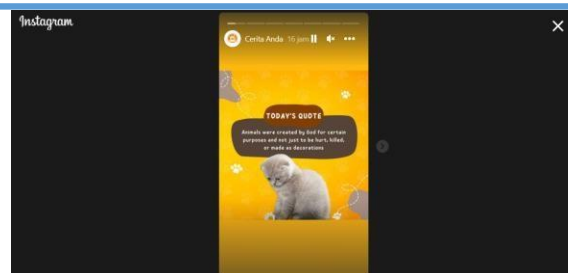 Instagram
Cerita Anda 16 jam
TODAY'S QUOTE
Animals were created by God for certain
purposes and not just to be hurt, killed,
or made as decorations